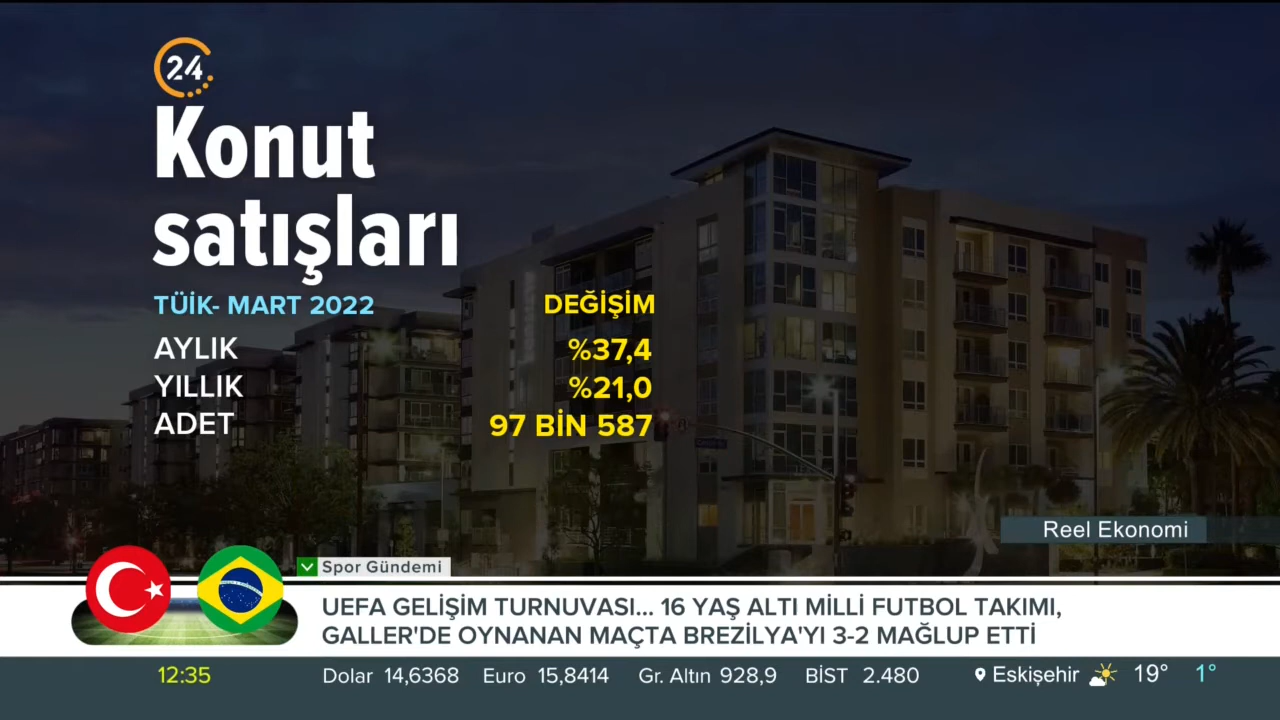 24
Konut
satışları
TÜİK- MART 2022 DEĞİŞİM
AYLIK %37,4
YILLIK %21,0
ADET 97 BİN 587
Reel Ekonomi
Spor Gündemi
UEFA GELİŞİM TURNUVASI... 16 YAŞ ALTI MİLLİ FUTBOL TAKIMI,
GALLER'DE OYNANAN MAÇTA BREZİLYA'YI 3-2 MAĞLUP ETTİ
12:35 Dolar 14,6368 Euro 15,8414 Gr. Altın 928,9 BİST 2.480 Eskişehir 19° 1°